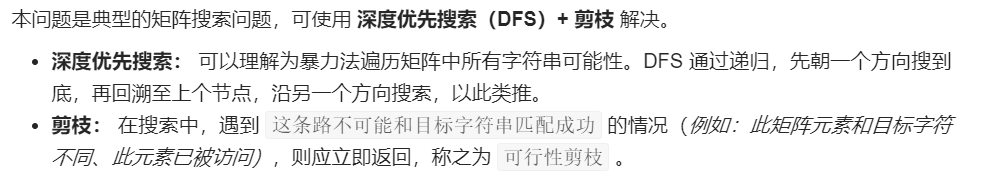 本问题是典型的矩阵搜索问题，可使用 深度优先搜索（DFS）+ 剪枝 解决。
• 深度优先搜索： 可以理解为暴力法遍历矩阵中所有字符串可能性。DFS 通过递归，先朝一个方向搜到
底，再回溯至上个节点，沿另一个方向搜索，以此类推。
• 剪枝： 在搜索中，遇到 这条路不可能和目标字符串匹配成功 的情况（例如：此矩阵元素和目标字符
不同、此元素已被访问），则应立即返回，称之为 可行性剪枝 。